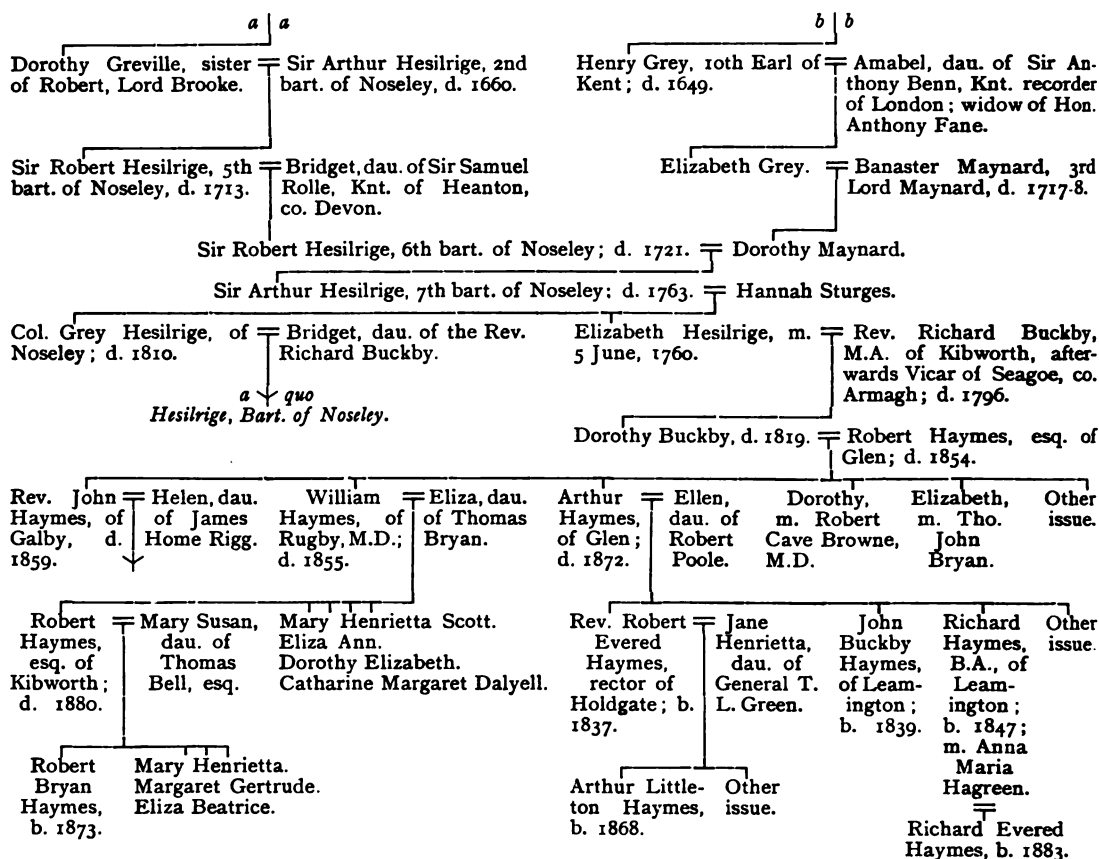 a a
b b
Dorothy Greville, sister
of Robert, Lord Brooke.
= Sir Arthur Hesilrige, 2nd
bart. of Noseley, d. 1660.
Henry Grey, 10th Earl of
Kent; d. 1649.
= Amabel, dau. of Sir An-
thony Benn, Knt. recorder
of London; widow of Hon.
Anthony Fane.
Sir Robert Hesilrige, 5th
bart. of Noseley, d. 1713.
= Bridget, dau. of Sir Samuel
Rolle, Knt. of Heanton,
co. Devon.
Elizabeth Grey. = Banaster Maynard, 3rd
Lord Maynard, d. 1717-8.
Sir Robert Hesilrige, 6th bart. of Noseley; d. 1721. = Dorothy Maynard.
Sir Arthur Hesilrige, 7th bart. of Noseley; d. 1763. = Hannah Sturges.
Col. Grey Hesilrige, of
Noseley; d. 1810.
= Bridget, dau. of the Rev.
Richard Buckby.
a quo
Hesilrige, Bart. of Noseley.
Elizabeth Hesilrige, m.
5 June, 1760.
= Rev. Richard Buckby,
M.A. of Kibworth, after-
wards Vicar of Seagoe, co.
Armagh; d. 1796.
Dorothy Buckby, d. 1819. = Robert Haymes, esq. of
Glen; d. 1854.
Rev. John
Haymes, of
Galby, d.
1859.
= Helen, dau.
of James
Home Rigg.
William
Haymes, of
Rugby, M.D.;
d. 1855.
= Eliza, dau.
of Thomas
Bryan.
Arthur
Haymes,
of Glen;
d. 1872.
= Ellen,
dau. of
Robert
Poole.
Dorothy,
m. Robert
Cave Browne,
M.D.
Elizabeth,
m. Tho.
John
Bryan.
Other
issue.
Robert
Haymes,
esq. of
Kibworth;
d. 1880.
= Mary Susan,
dau. of
Thomas
Bell, esq.
Mary Henrietta Scott.
Eliza Ann.
Dorothy Elizabeth.
Catharine Margaret Dalyell.
Rev. Robert
Evered
Haymes,
rector of
Holdgate; b.
1837.
= Jane
Henrietta,
dau. of
General T.
L. Green.
John
Buckby
Haymes,
of Leam-
ington;
b. 1839.
Richard
Haymes,
B.A., of
Leam-
ington;
b. 1847;
m. Anna
Maria
Hagreen.
=
Other
issue.
Robert
Bryan
Haymes,
b. 1873.
Mary Henrietta.
Margaret Gertrude.
Eliza Beatrice.
Arthur Little-
ton Haymes,
b. 1868.
Other
issue.
Richard Evered
Haymes, b. 1883.